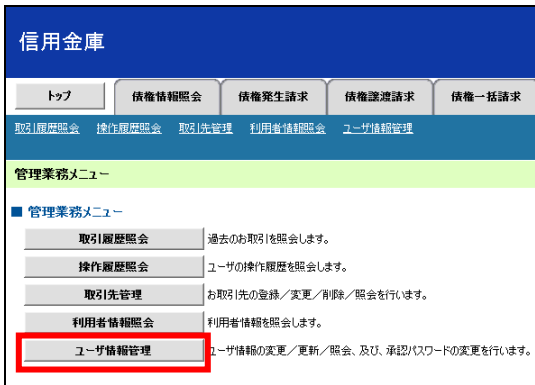 信用金庫
トップ 債権情報照会 債権発生請求 債権譲渡請求 債権一括請求
取引履歴照会 操作履歴照会 取引先管理 利用者情報照会 ユーザ情報管理
管理業務メニュー
■ 管理業務メニュー
取引履歴照会 過去のお取引を照会します。
操作履歴照会 ユーザの操作履歴を照会します。
取引先管理 お取引先の登録／変更／削除／照会を行います。
利用者情報照会 利用者情報を照会します。
ユーザ情報管理 ユーザ情報の変更／更新／照会、及び、承認パスワードの変更を行います。